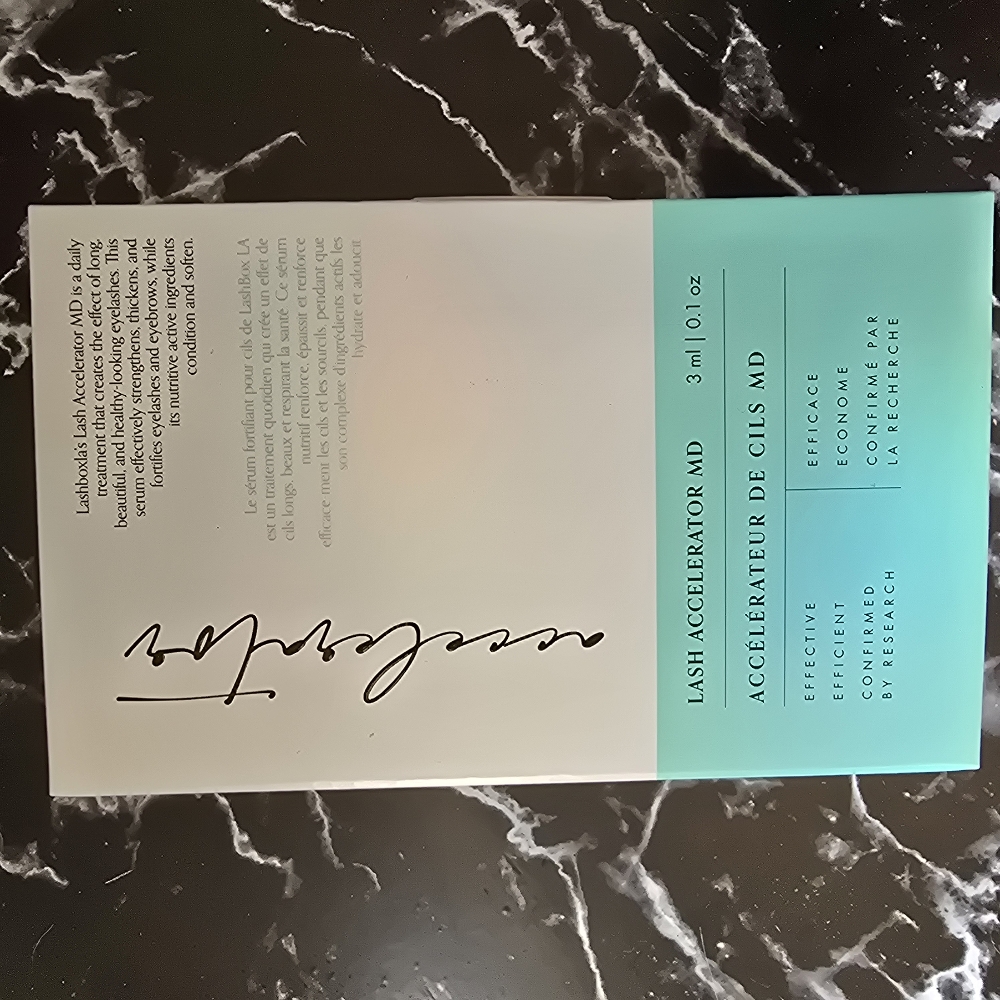 Lashboxla's Lash Accelerator MD is a daily
treatment that creates the effect of long,
beautiful, and healthy-looking eyelashes. This
serum effectively strengthens, thickens, and
fortifies eyelashes and eyebrows, while
its nutritive active ingredients
condition and soften.
Le sérum fortifiant pour cils de LashBox LA
est un traitement quotidien qui crée un effet de
cils longs, beaux et respirant la santé. Ce sérum
nutritif renforce, épaissit et renforce
efficace ment les cils et les sourcils, pendant que
son complexe d'ingrédients actifs les
hydrate et adoucit
accelerator
LASH ACCELERATOR MD 3 ml | 0.1 oz
ACCÉLÉRATEUR DE CILS MD
EFFECTIVE
EFFICIENT
CONFIRMED
BY RESEARCH
EFFICACE
ECONOME
CONFIRMÉ PAR
LA RECHERCHE